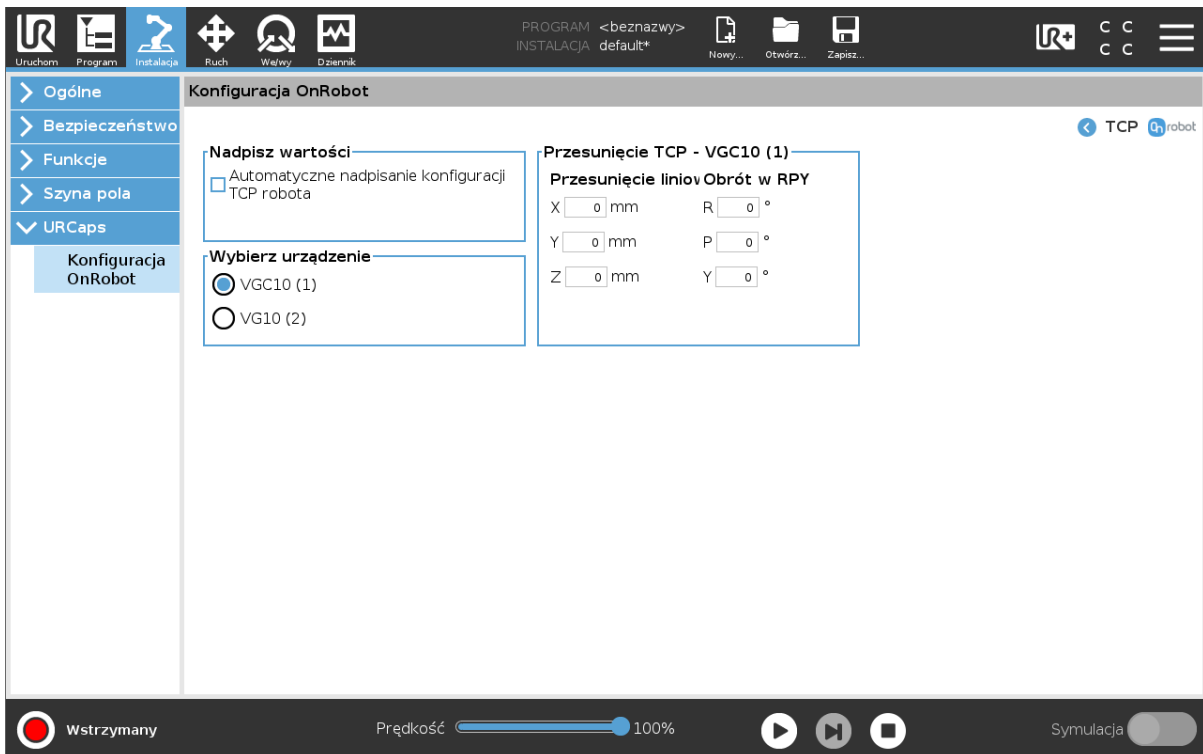 PROGRAM <beznazwy>
INSTALACJA default*
Uruchom Program Instalacja Ruch We/wy Dziennik Nowy... Otwórz... Zapisz...
UR+
C C
C C
Ogólne
Bezpieczeństwo
Funkcje
Szyna pola
URCaps
Konfiguracja
OnRobot
Konfiguracja OnRobot
TCP OnRobot
Nadpisz wartości
Automatyczne nadpisanie konfiguracji
TCP robota
Wybierz urządzenie
VGC10 (1)
VG10 (2)
Przesunięcie TCP - VGC10 (1)
Przesunięcie liniov Obrót w RPY
X 0 mm R 0 °
Y 0 mm P 0 °
Z 0 mm Y 0 °
Wstrzymany
Prędkość 100%
Symulacja